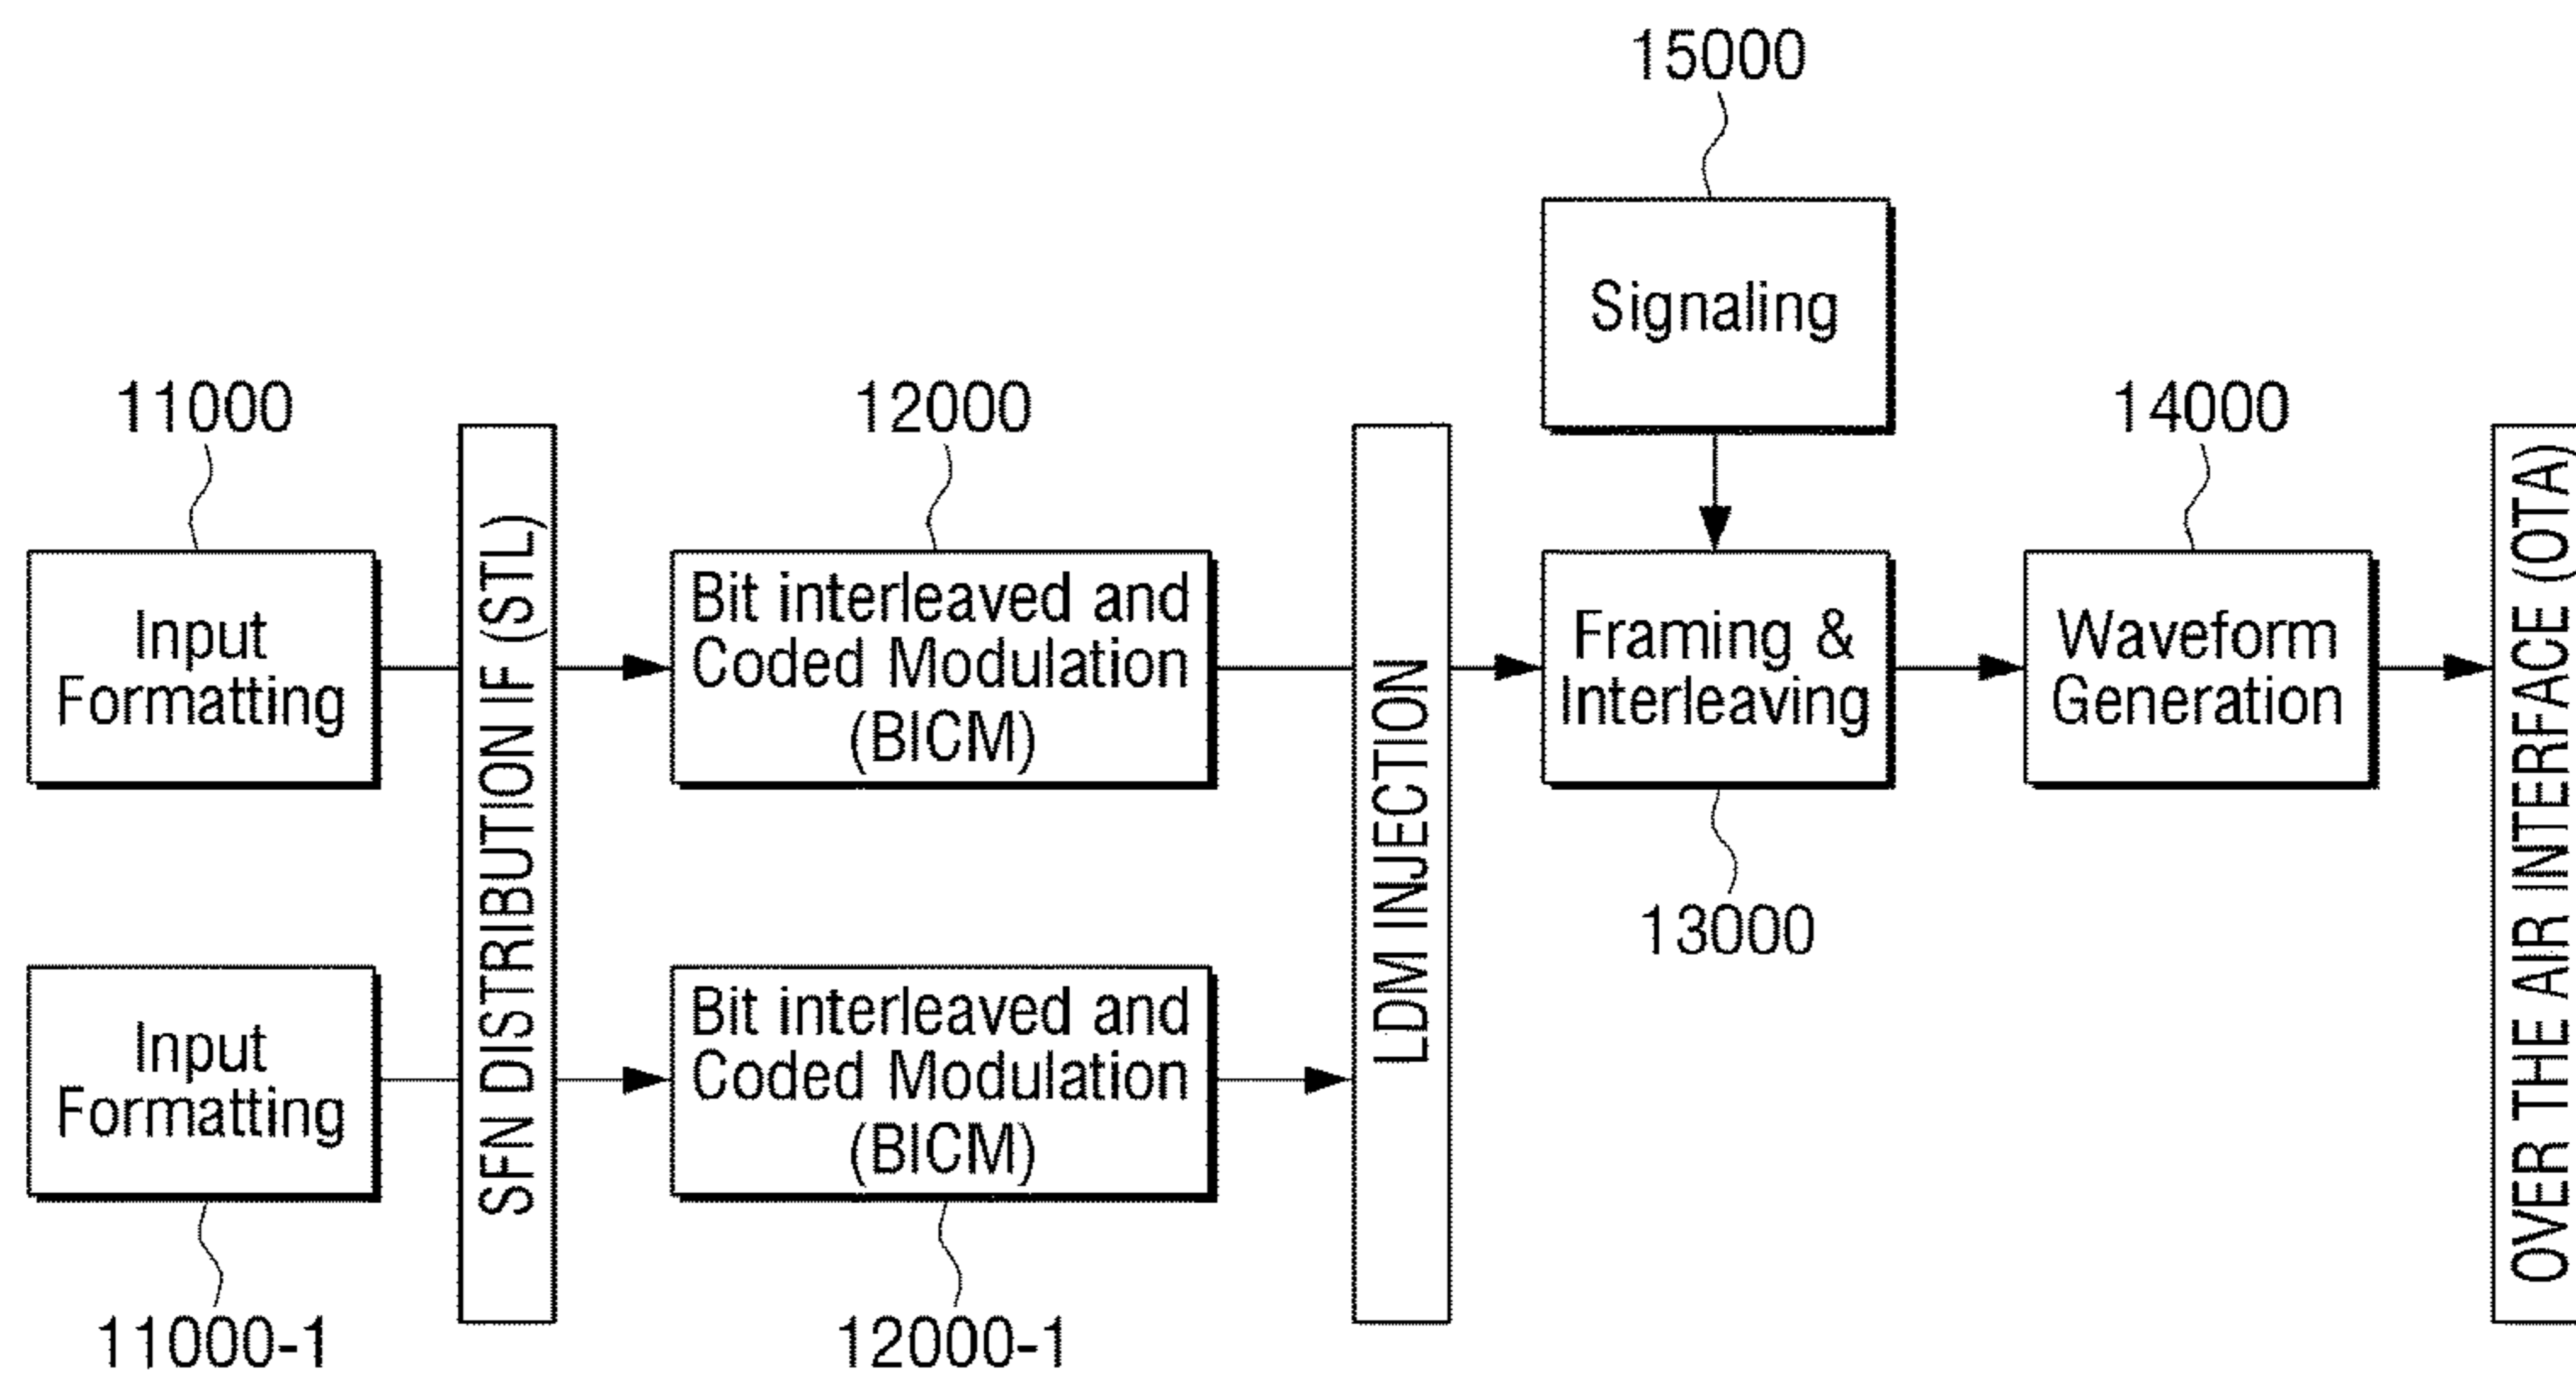 15000
Signaling
11000
12000
14000
Input
Formatting
SFN DISTRIBUTION IF (STL)
Bit interleaved and
Coded Modulation
(BICM)
LDM INJECTION
Framing &
Interleaving
Waveform
Generation
OVER THE AIR INTERFACE (OTA)
13000
Input
Formatting
Bit interleaved and
Coded Modulation
(BICM)
11000-1
12000-1